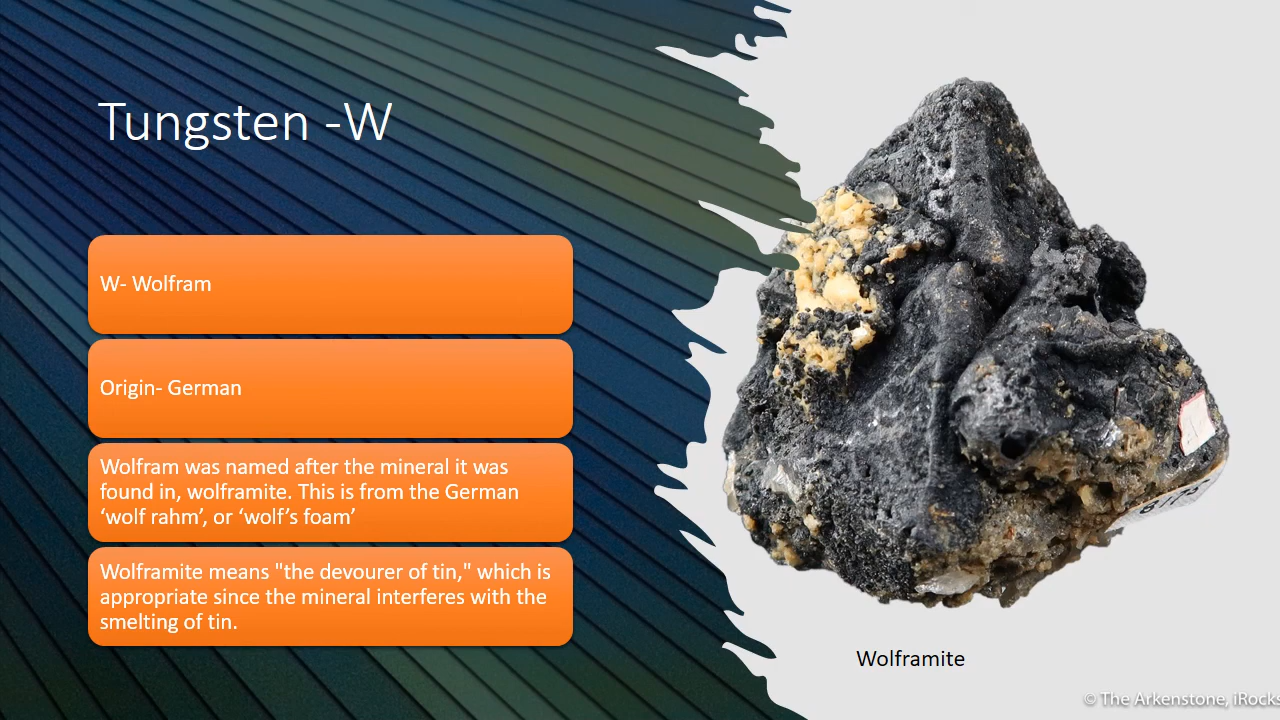 Tungsten -W
W- Wolfram
Origin- German
Wolfram was named after the mineral it was
found in, wolframite. This is from the German
‘wolf rahm’, or ‘wolf’s foam’
Wolframite means "the devourer of tin," which is
appropriate since the mineral interferes with the
smelting of tin.
Wolframite
© The Arkenstone, iRocks